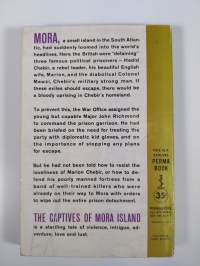 MORA, a small island in the South Atlan-
tic, had suddenly loomed into the world's
headlines. Here the British were "detaining"
three famous political prisoners — Hadid
Chebir, a rebel leader, his beautiful English
wife, Marion, and the diabolical Colonel
Mawri, Chebir's military strong man. If
these exiles should escape, there would be
a bloody uprising in Chebir's homeland.
To prevent this, the War Office assigned the
young but capable Major John Richmond
to command the prison garrison. He had
been briefed on the need for treating the
party with diplomatic kid gloves, and on
the importance of stopping any plans
for escape.
But he had not been told how to resist the
loveliness of Marion Chebir, or how to de-
fend his poorly manned fortress from a
band of well-trained killers who were
already on their way to Mora with orders
to wipe out the entire prison detachment.
THE CAPTIVES OF MORA ISLAND
is a startling tale of violence, intrigue, ad-
venture, love and lust.
PERMA
BOOK
35¢